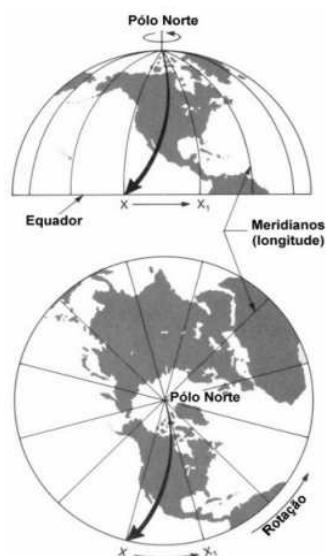 Pólo Norte
Equador
X
X₁
Meridianos
(longitude)
Pólo Norte
Rotação
X
X₁